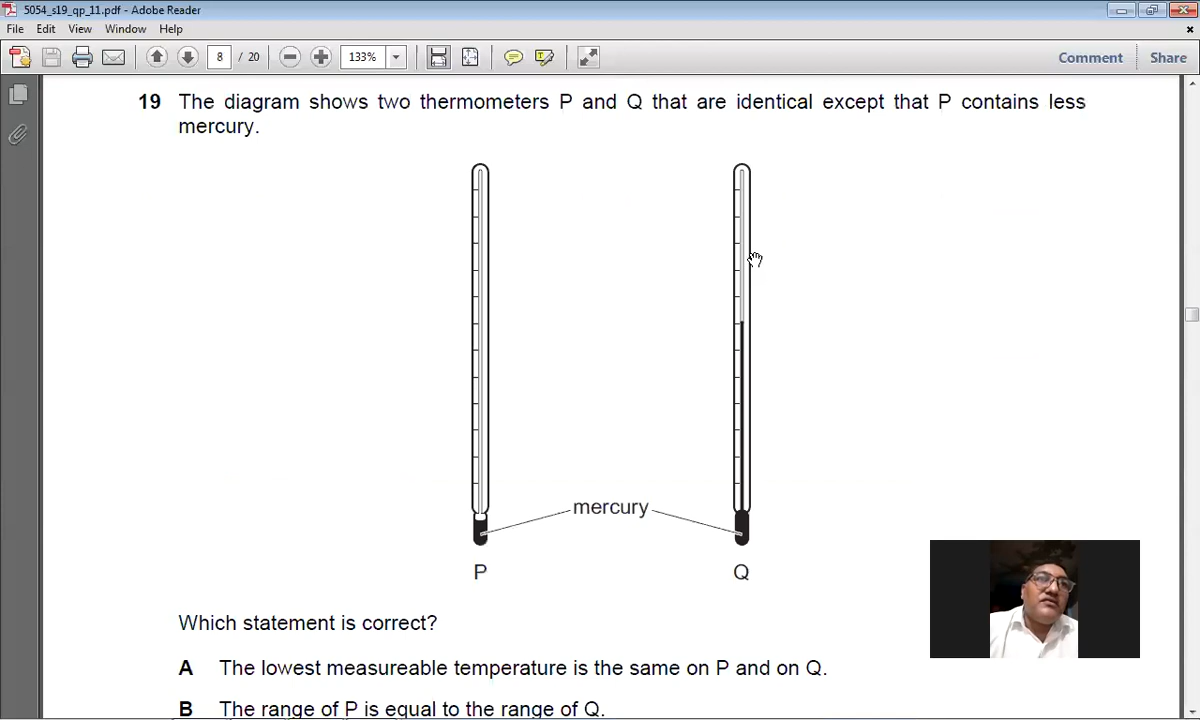 5054_s19_qp_11.pdf - Adobe Reader
File Edit View Window Help
8 / 20 133% Comment Share
19 The diagram shows two thermometers P and Q that are identical except that P contains less
mercury.
mercury
P Q
Which statement is correct?
A The lowest measureable temperature is the same on P and on Q.
B The range of P is equal to the range of Q.